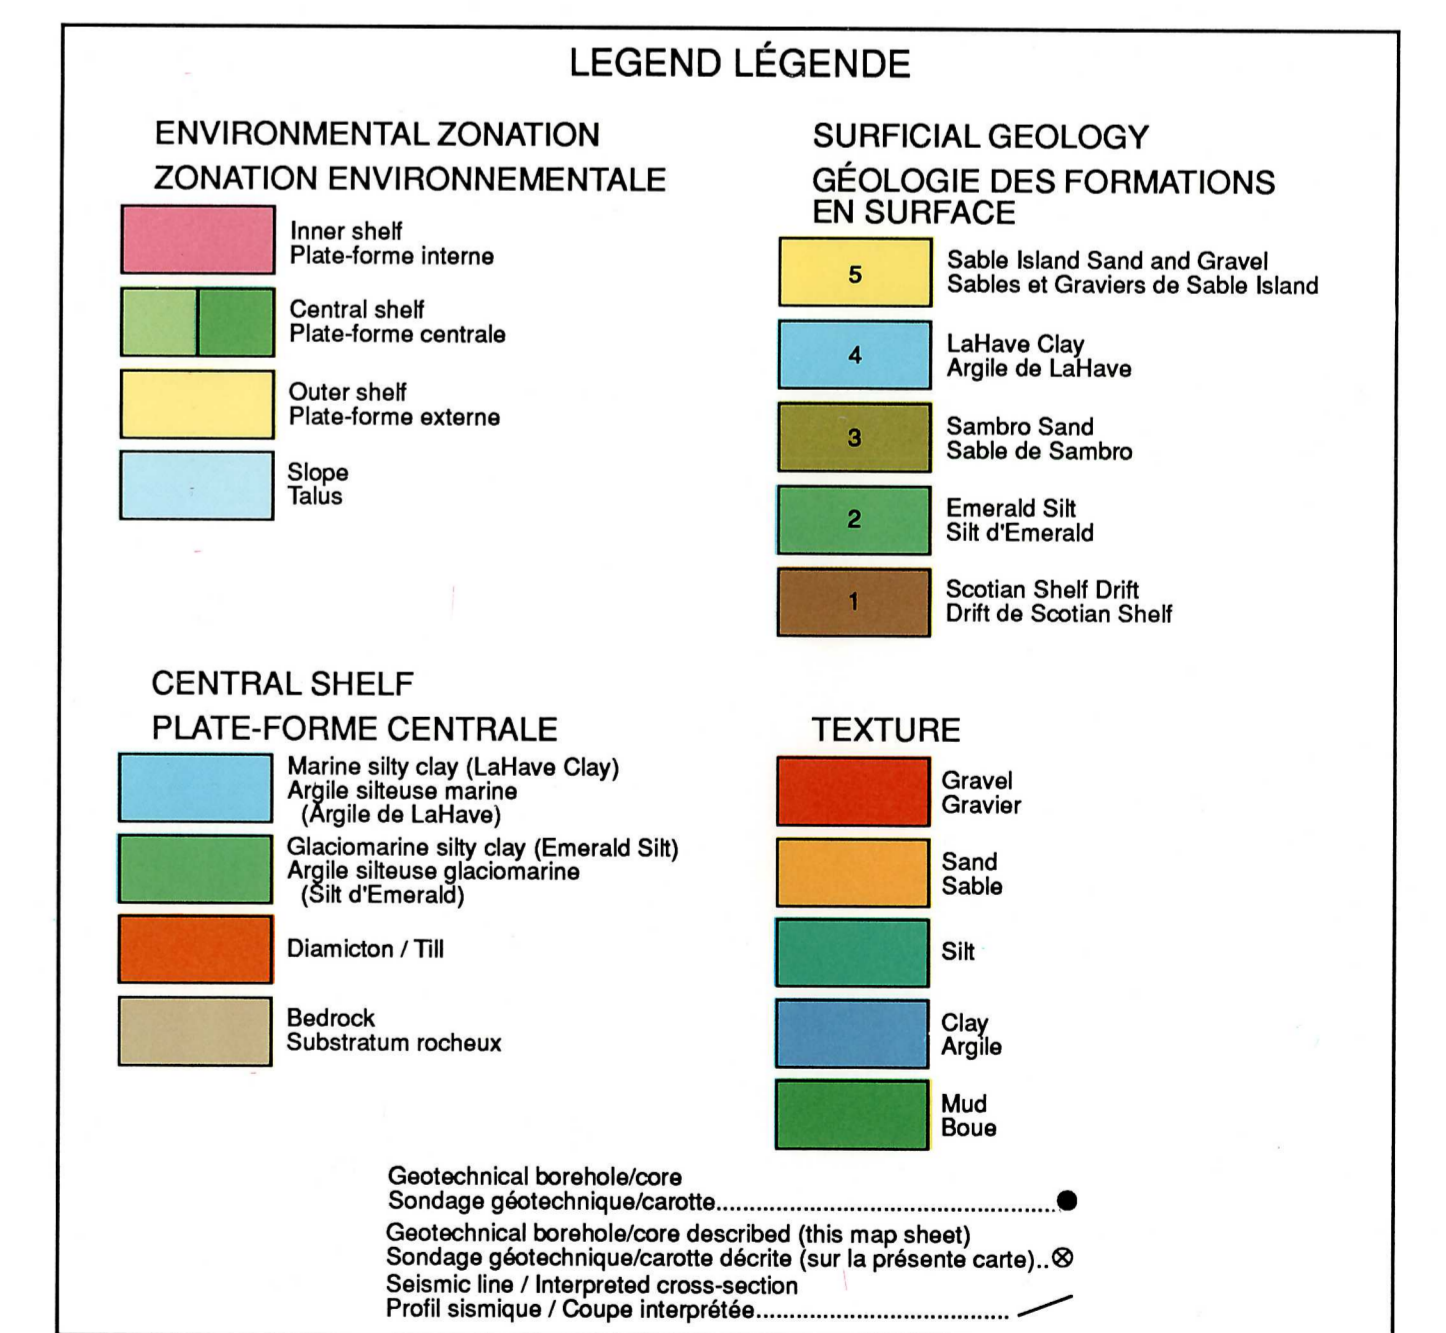 LEGEND LÉGENDE
ENVIRONMENTAL ZONATION
ZONATION ENVIRONNEMENTALE
Inner shelf
Plate-forme interne
Central shelf
Plate-forme centrale
Outer shelf
Plate-forme externe
Slope
Talus
SURFICIAL GEOLOGY
GÉOLOGIE DES FORMATIONS
EN SURFACE
5
Sable Island Sand and Gravel
Sables et Graviers de Sable Island
4
LaHave Clay
Argile de LaHave
3
Sambro Sand
Sable de Sambro
2
Emerald Silt
Silt d'Emerald
1
Scotian Shelf Drift
Drift de Scotian Shelf
CENTRAL SHELF
PLATE-FORME CENTRALE
Marine silty clay (LaHave Clay)
Argile silteuse marine
(Argile de LaHave)
Glaciomarine silty clay (Emerald Silt)
Argile silteuse glaciomarine
(Silt d'Emerald)
Diamicton / Till
Bedrock
Substratum rocheux
TEXTURE
Gravel
Gravier
Sand
Sable
Silt
Clay
Argile
Mud
Boue
Geotechnical borehole/core
Sondage géotechnique/carotte
Geotechnical borehole/core described (this map sheet)
Sondage géotechnique/carotte décrite (sur la présente carte)
Seismic line / Interpreted cross-section
Profil sismique / Coupe interprétée